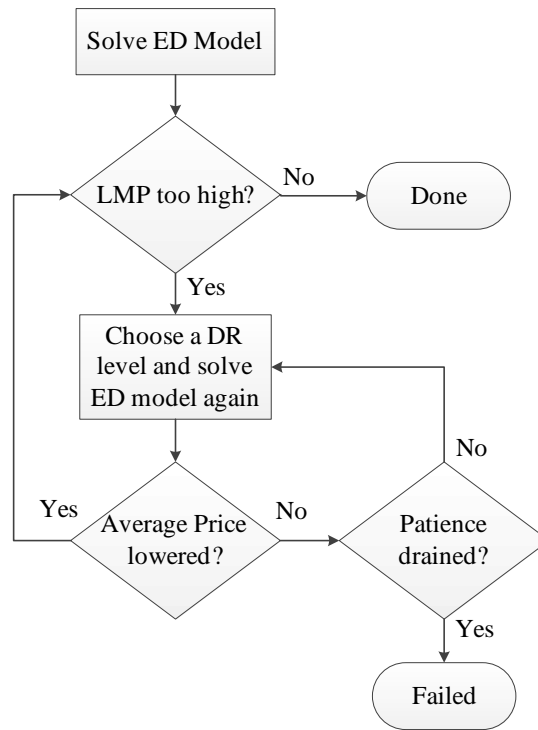 Solve ED Model
LMP too high?
No
Done
Yes
Choose a DR
level and solve
ED model again
No
Yes
Average Price
lowered?
No
Patience
drained?
Yes
Failed